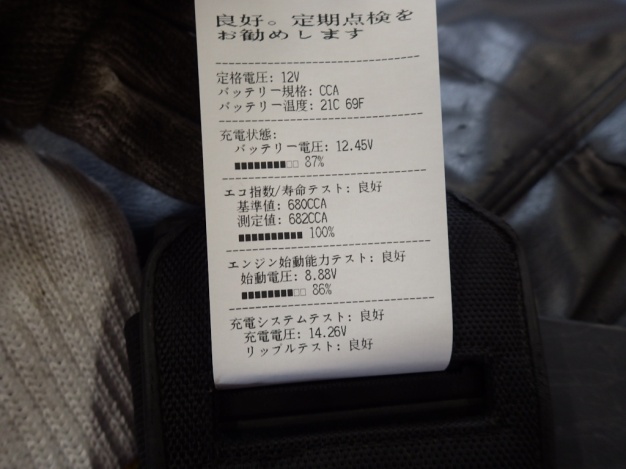 良好。定期点検を
お勧めします
定格電圧: 12V
バッテリー規格: CCA
バッテリー温度: 21C 69F
充電状態:
バッテリー電圧: 12.45V
87%
エコ指数/寿命テスト: 良好
基準値: 680CCA
測定値: 682CCA
100%
エンジン始動能力テスト: 良好
始動電圧: 8.88V
86%
充電システムテスト: 良好
充電電圧: 14.26V
リップルテスト: 良好